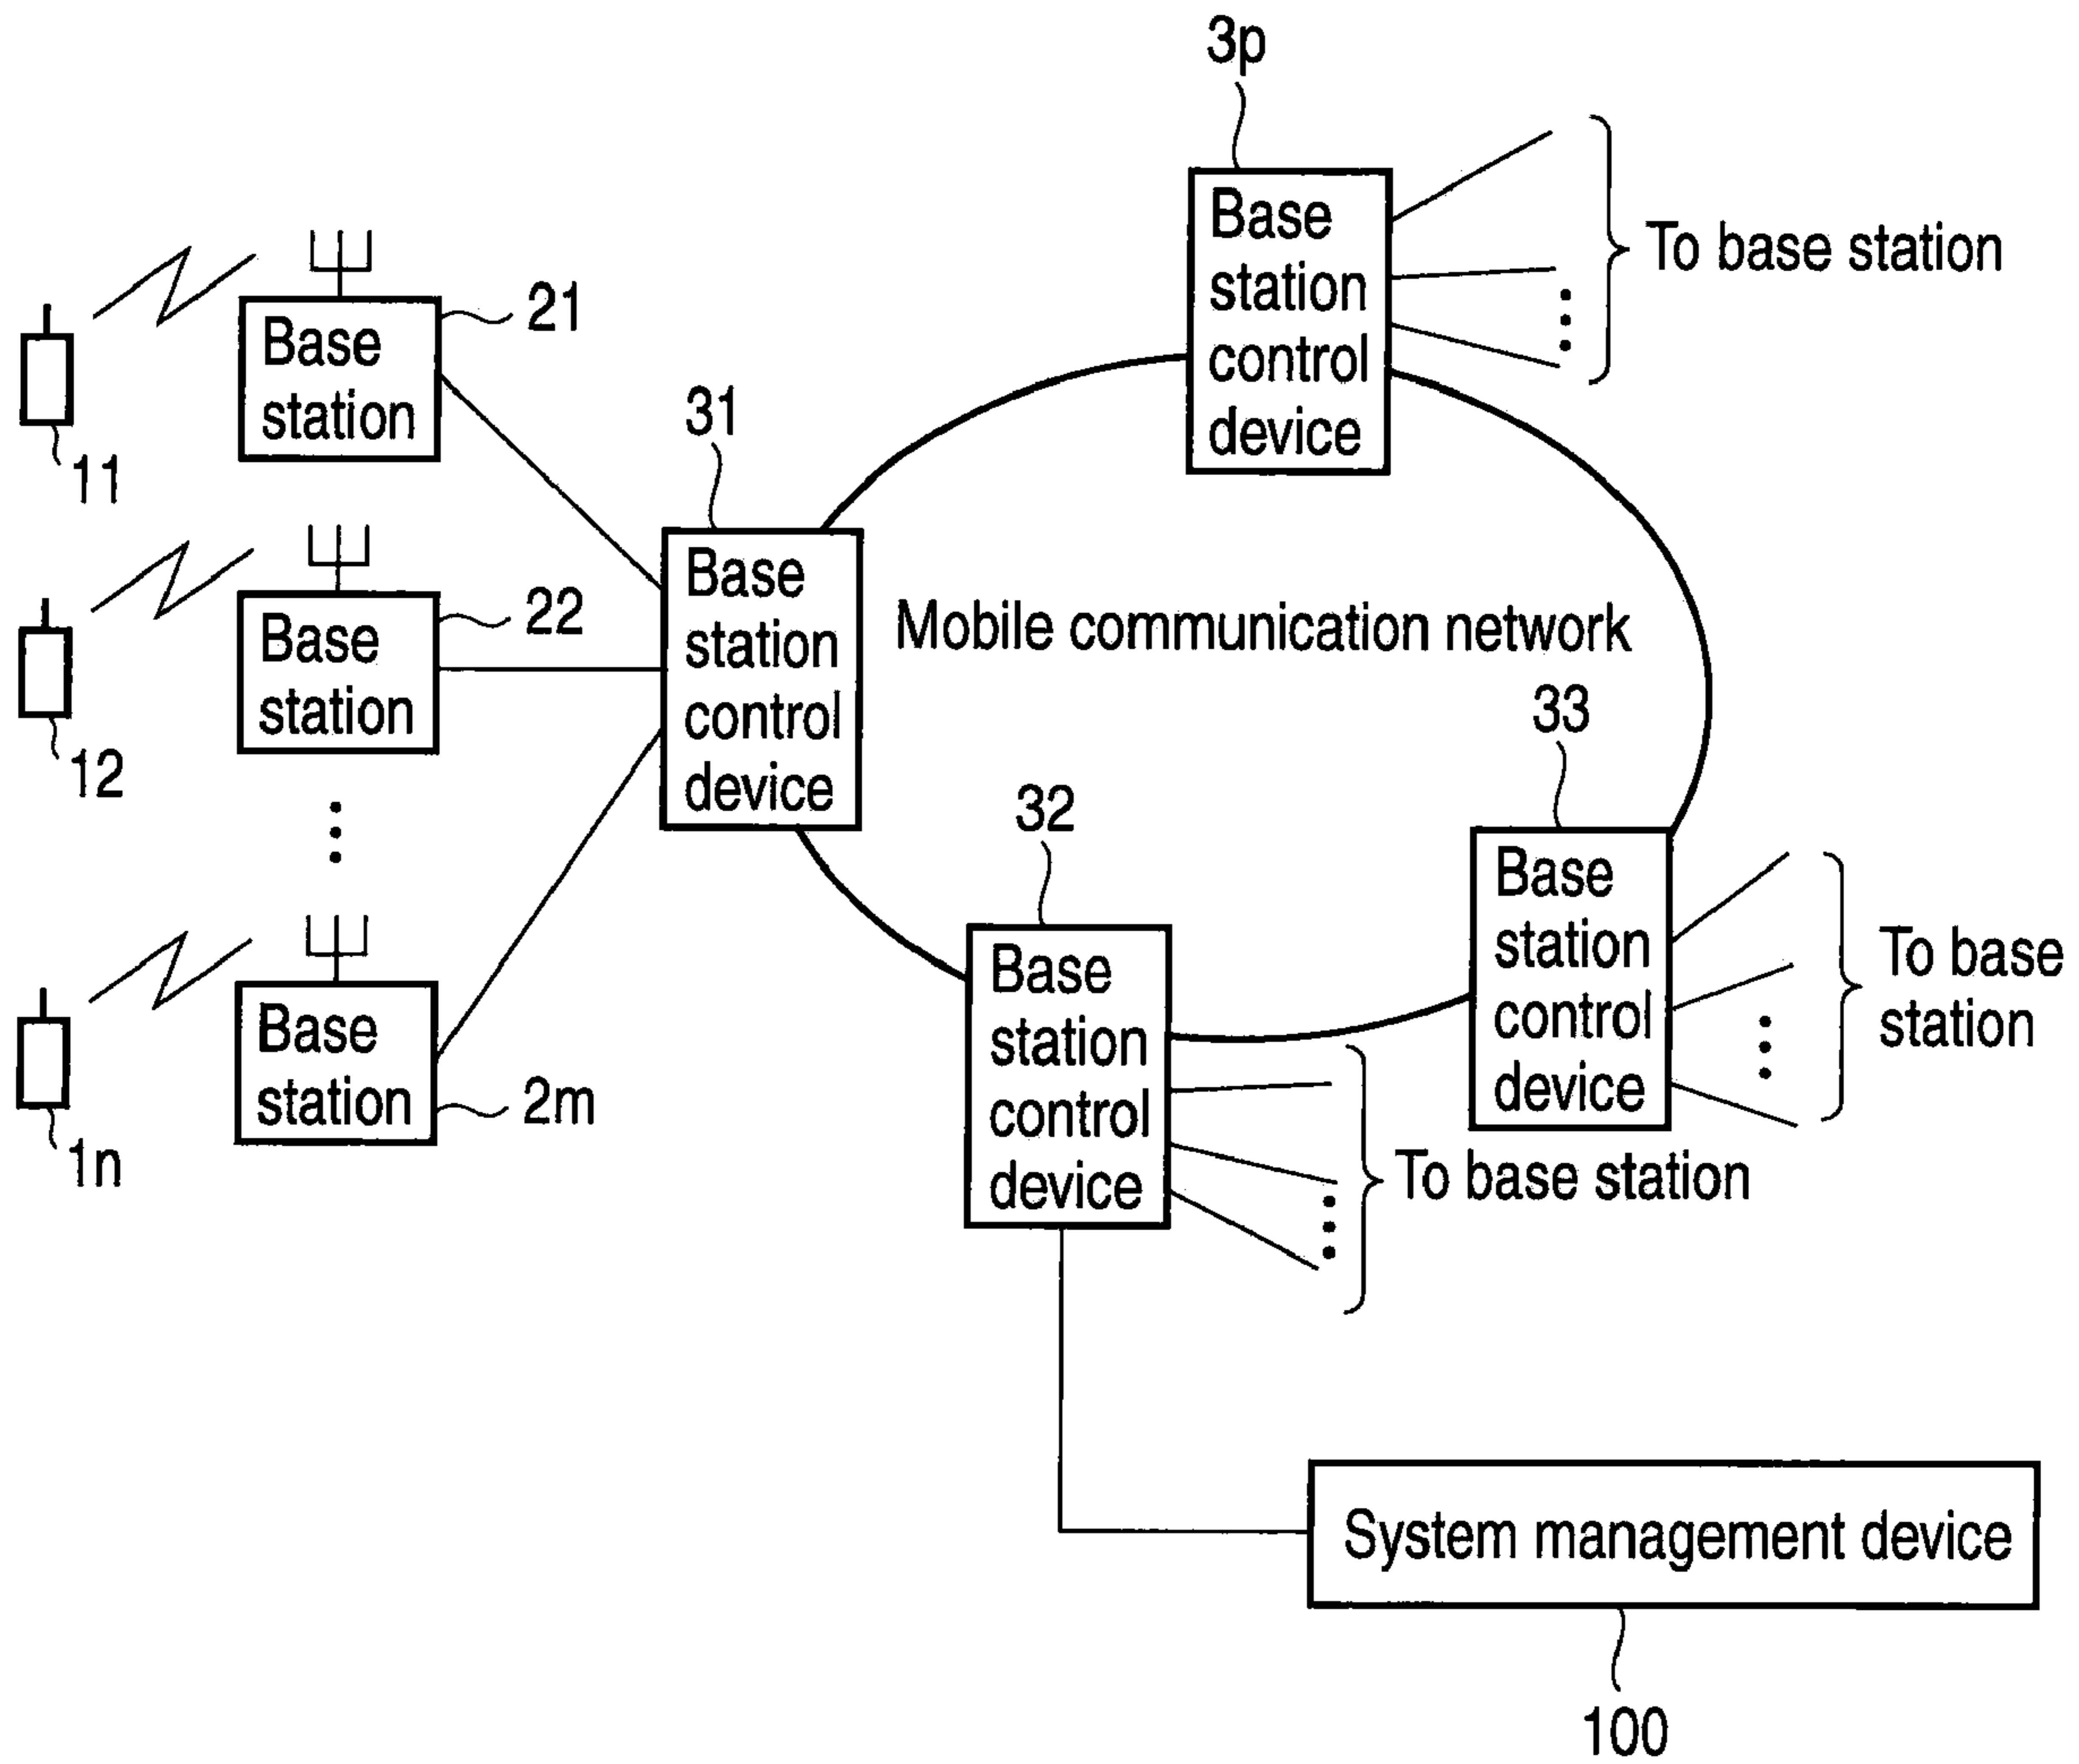 3p
Base
station
control
device
To base station
21
Base
station
11
31
Base
station
control
device
22
Base
station
12
Mobile communication network
33
Base
station
control
device
To base
station
32
Base
station
control
device
To base station
Base
station
2m
1n
System management device
100